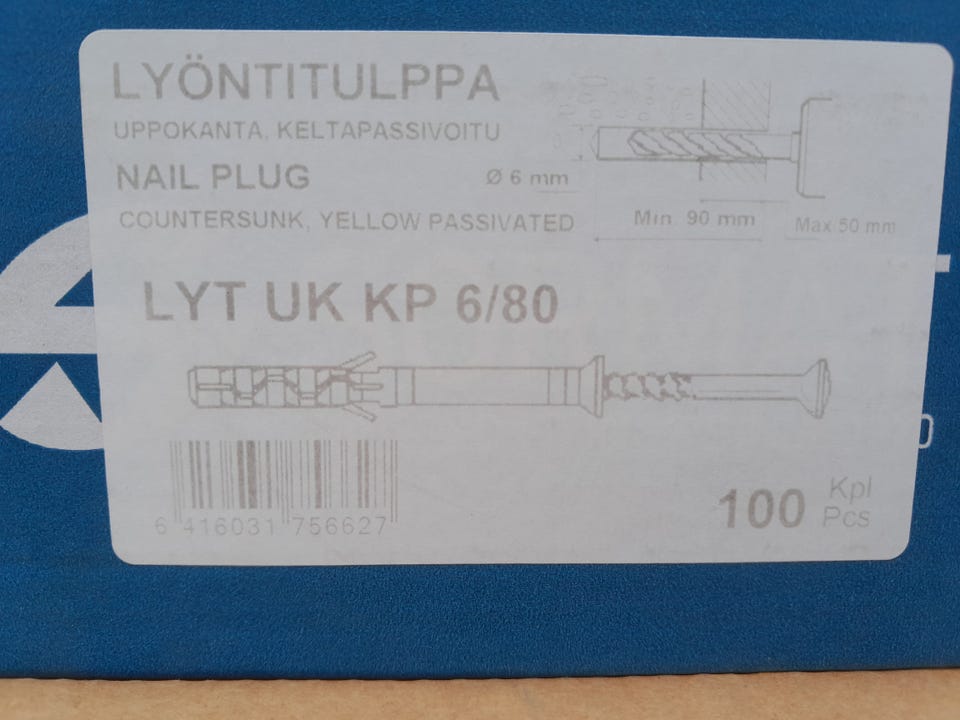 LYÖNTITULPPA
UPPOKANTA, KELTAPASSIVOITU
NAIL PLUG
COUNTERSUNK, YELLOW PASSIVATED
Ø 6 mm
Min. 90 mm
Max 50 mm
LYT UK KP 6/80
6 416031 756627
100 Kpl
Pcs